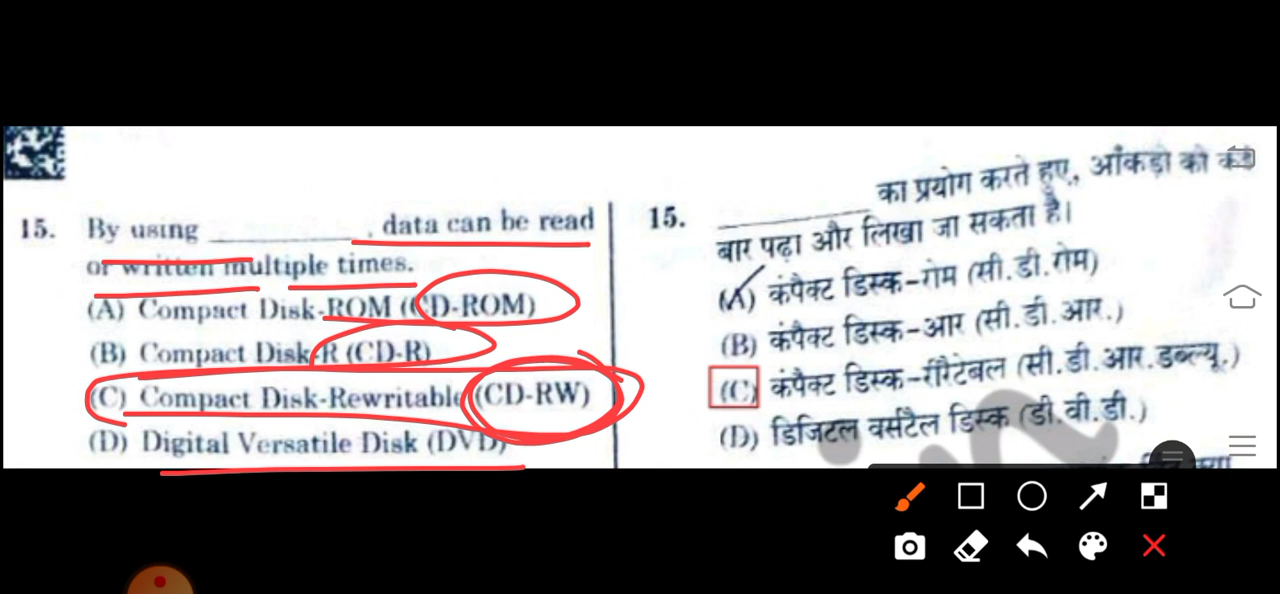 15. By using ____________, data can be read
or written multiple times.
(A) Compact Disk-ROM (CD-ROM)
(B) Compact Disk-R (CD-R)
(C) Compact Disk-Rewritable (CD-RW)
(D) Digital Versatile Disk (DVD)
15. ____________ का प्रयोग करते हुए, आँकड़ो को कई
बार पढ़ा और लिखा जा सकता है।
(A) कंपैक्ट डिस्क-रोम (सी.डी.रोम)
(B) कंपैक्ट डिस्क-आर (सी.डी.आर.)
(C) कंपैक्ट डिस्क-रीरैटेबल (सी.डी.आर.डब्ल्यू.)
(D) डिजिटल वर्सटैल डिस्क (डी.वी.डी.)